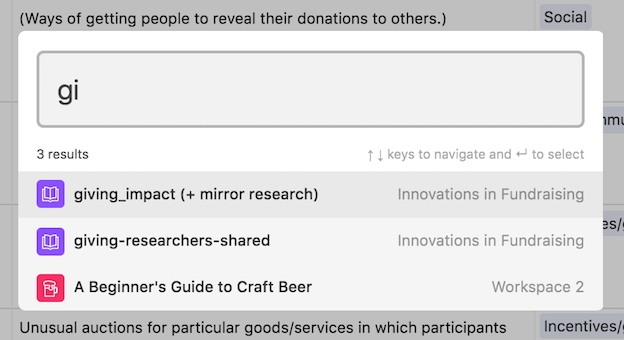 (Ways of getting people to reveal their donations to others.) Social
gi
3 results ↑↓ keys to navigate and ↵ to select
giving_impact (+ mirror research) Innovations in Fundraising
giving-researchers-shared Innovations in Fundraising
A Beginner's Guide to Craft Beer Workspace 2
Unusual auctions for particular goods/services in which participants Incentives/